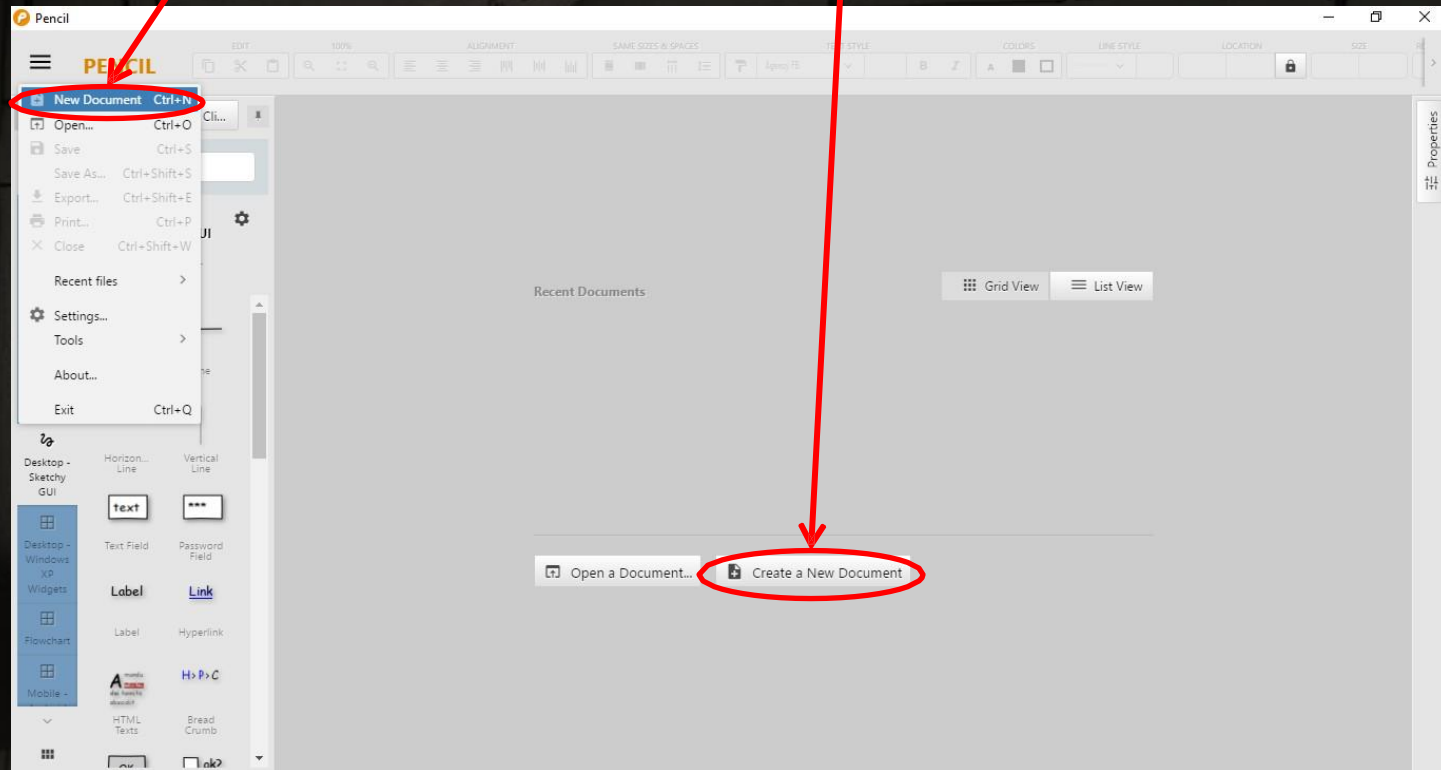 Pencil
PENCIL
EDIT
100%
ALIGNMENT
SAME SIZES & SPACES
TEXT STYLE
COLORS
LINE STYLE
LOCATION
SIZE
B I A
New Document Ctrl+N
Open... Ctrl+O
Save Ctrl+S
Save As... Ctrl+Shift+S
Export... Ctrl+Shift+E
Print... Ctrl+P
Close Ctrl+Shift+W
Recent files
Settings...
Tools
About...
Exit Ctrl+Q
Cli...
Properties
Recent Documents
Grid View
List View
Open a Document...
Create a New Document
Desktop -
Sketchy
GUI
Desktop -
Windows
XP
Widgets
Flowchart
Mobile -
Horizon...
Line
Vertical
Line
text
***
Text Field
Password
Field
Label
Link
Label
Hyperlink
H>P>C
HTML
Texts
Bread
Crumb
OK
ok?